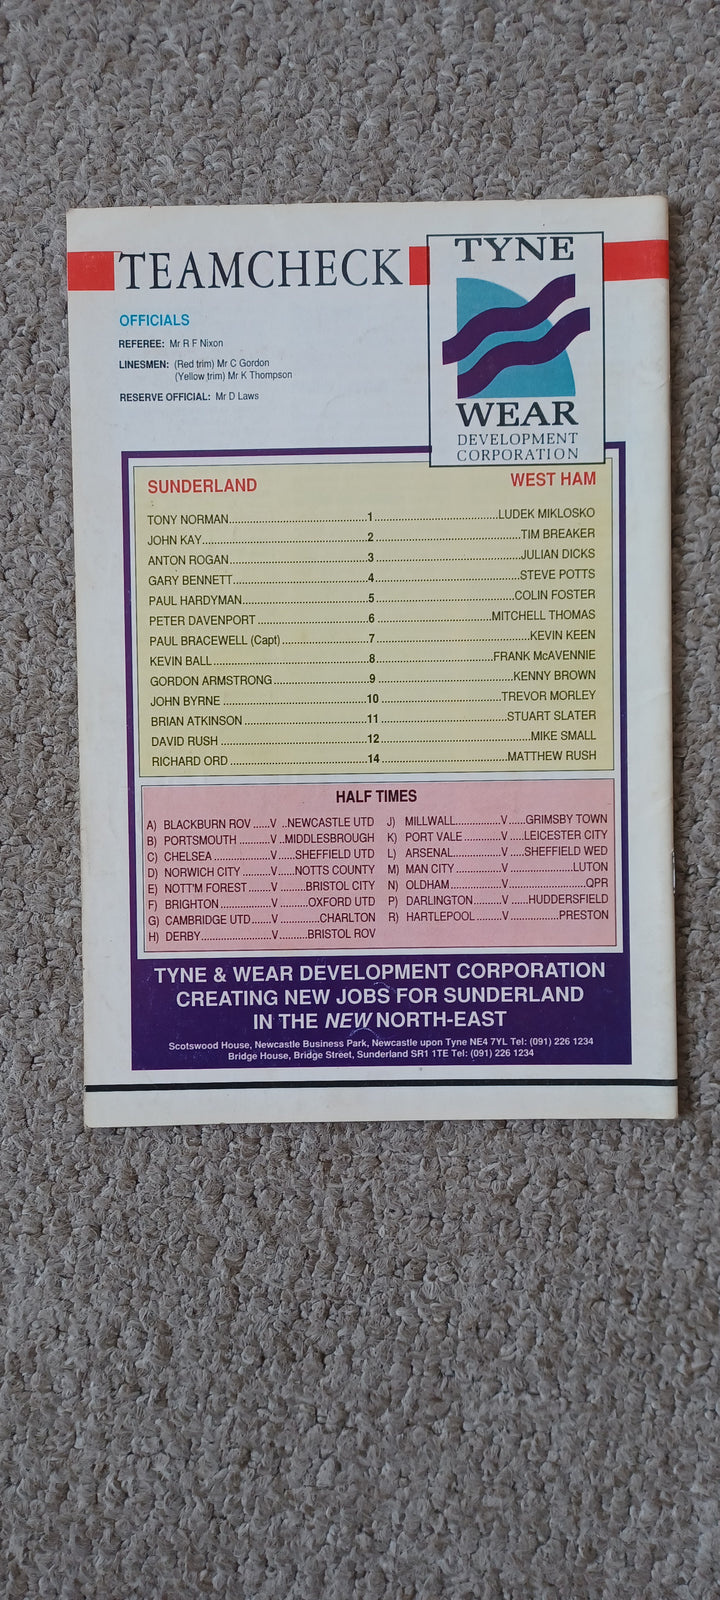 TEAMCHECK
TYNE
WEAR
DEVELOPMENT
CORPORATION
OFFICIALS
REFEREE: Mr R F Nixon
LINESMEN: (Red trim) Mr C Gordon
(Yellow trim) Mr K Thompson
RESERVE OFFICIAL: Mr D Laws
SUNDERLAND WEST HAM
TONY NORMAN..........1..........LUDEK MIKLOSKO
JOHN KAY..........2..........TIM BREAKER
ANTON ROGAN..........3..........JULIAN DICKS
GARY BENNETT..........4..........STEVE POTTS
PAUL HARDYMAN..........5..........COLIN FOSTER
PETER DAVENPORT..........6..........MITCHELL THOMAS
PAUL BRACEWELL (Capt)..........7..........KEVIN KEEN
KEVIN BALL..........8..........FRANK McAVENNIE
GORDON ARMSTRONG..........9..........KENNY BROWN
JOHN BYRNE..........10..........TREVOR MORLEY
BRIAN ATKINSON..........11..........STUART SLATER
DAVID RUSH..........12..........MIKE SMALL
RICHARD ORD..........14..........MATTHEW RUSH
HALF TIMES
A) BLACKBURN ROV......V ..NEWCASTLE UTD
B) PORTSMOUTH..........V ..MIDDLESBROUGH
C) CHELSEA..........V .....SHEFFIELD UTD
D) NORWICH CITY..........V .....NOTTS COUNTY
E) NOTT'M FOREST..........V ........BRISTOL CITY
F) BRIGHTON..........V ..........OXFORD UTD
G) CAMBRIDGE UTD.......V ..........CHARLTON
H) DERBY..........V ..........BRISTOL ROV
J) MILLWALL..........V......GRIMSBY TOWN
K) PORT VALE..........V .....LEICESTER CITY
L) ARSENAL..........V .....SHEFFIELD WED
M) MAN CITY..........V..........LUTON
N) OLDHAM..........V..........QPR
P) DARLINGTON..........V ......HUDDERSFIELD
R) HARTLEPOOL..........V..........PRESTON
TYNE & WEAR DEVELOPMENT CORPORATION
CREATING NEW JOBS FOR SUNDERLAND
IN THE NEW NORTH-EAST
Scotswood House, Newcastle Business Park, Newcastle upon Tyne NE4 7YL Tel: (091) 226 1234
Bridge House, Bridge Street, Sunderland SR1 1TE Tel: (091) 226 1234